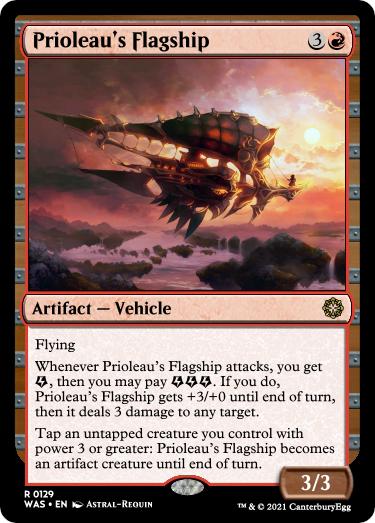 Prioleau's Flagship 3
Artifact — Vehicle
Flying
Whenever Prioleau's Flagship attacks, you get
, then you may pay . If you do,
Prioleau's Flagship gets +3/+0 until end of turn,
then it deals 3 damage to any target.
Tap an untapped creature you control with
power 3 or greater: Prioleau's Flagship becomes
an artifact creature until end of turn.
3/3
R 0129
WAS • EN Astral-Requin
™ & © 2021 CanterburyEgg